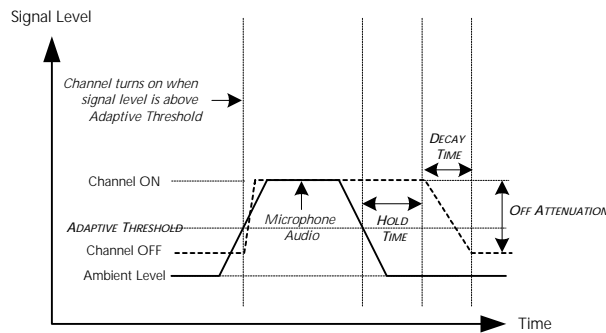 Signal Level
Channel turns on when
signal level is above
Adaptive Threshold
DECAY
TIME
Channel ON
OFF ATTENUATION
ADAPTIVE THRESHOLD
Microphone
Audio
HOLD
TIME
Channel OFF
Ambient Level
Time